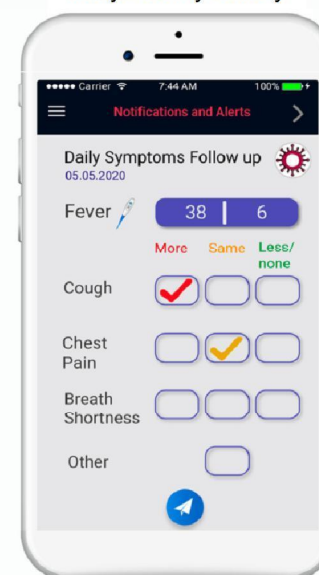 Carrier 7:44 AM 100%
Notifications and Alerts
Daily Symptoms Follow up
05.05.2020
Fever 38 6
More Same Less/
none
Cough
Chest
Pain
Breath
Shortness
Other